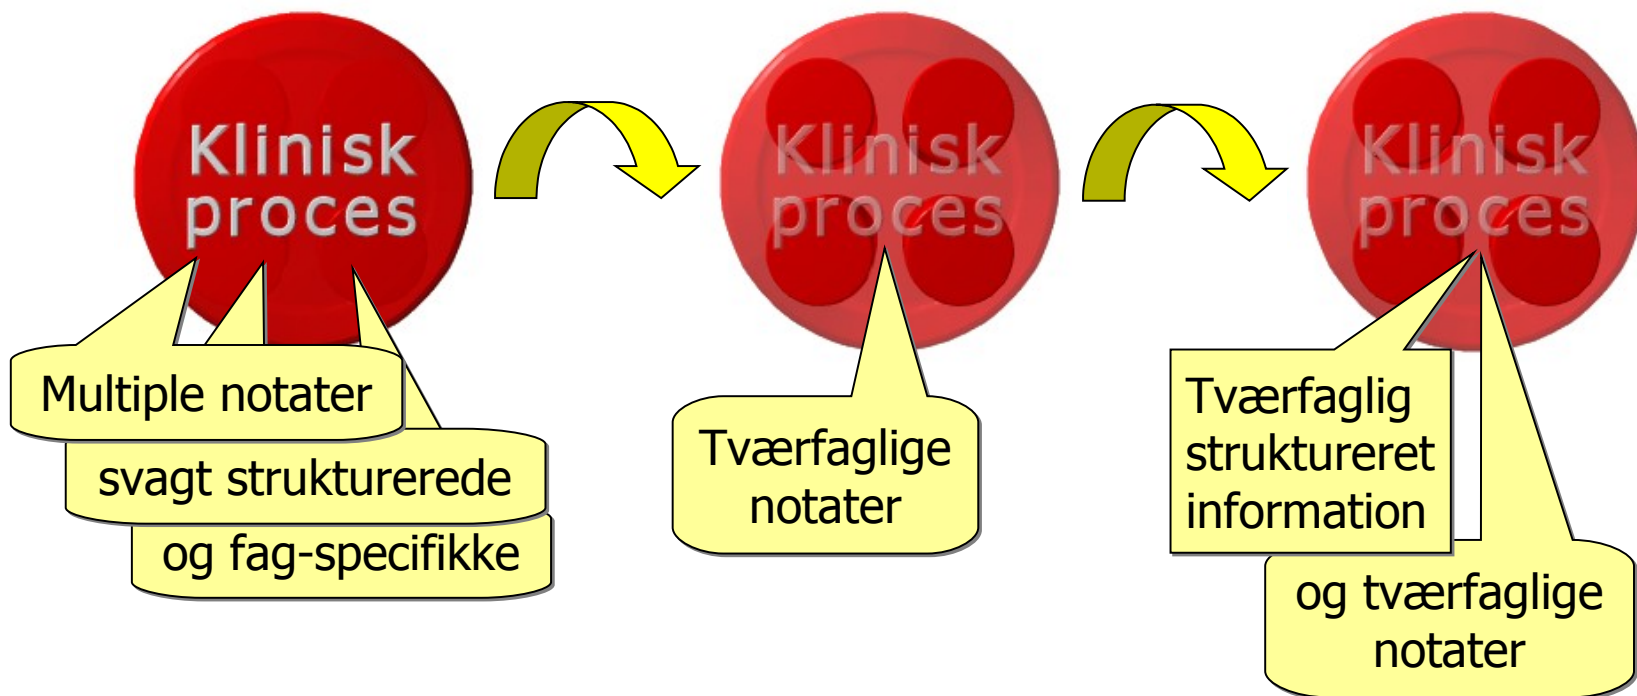 Klinisk
proces
Multiple notater
svagt strukturerede
og fag-specifikke
Klinisk
proces
Tværfaglige
notater
Klinisk
proces
Tværfaglig
struktureret
information
og tværfaglige
notater